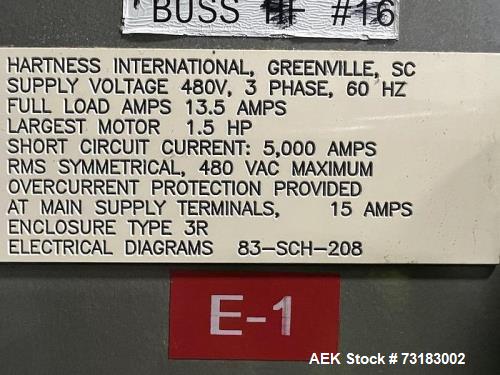 BUSS #16
HARTNESS INTERNATIONAL, GREENVILLE, SC
SUPPLY VOLTAGE 480V, 3 PHASE, 60 HZ
FULL LOAD AMPS 13.5 AMPS
LARGEST MOTOR 1.5 HP
SHORT CIRCUIT CURRENT: 5,000 AMPS
RMS SYMMETRICAL, 480 VAC MAXIMUM
OVERCURRENT PROTECTION PROVIDED
AT MAIN SUPPLY TERMINALS, 15 AMPS
ENCLOSURE TYPE 3R
ELECTRICAL DIAGRAMS 83-SCH-208
E-1
AEK Stock # 73183002